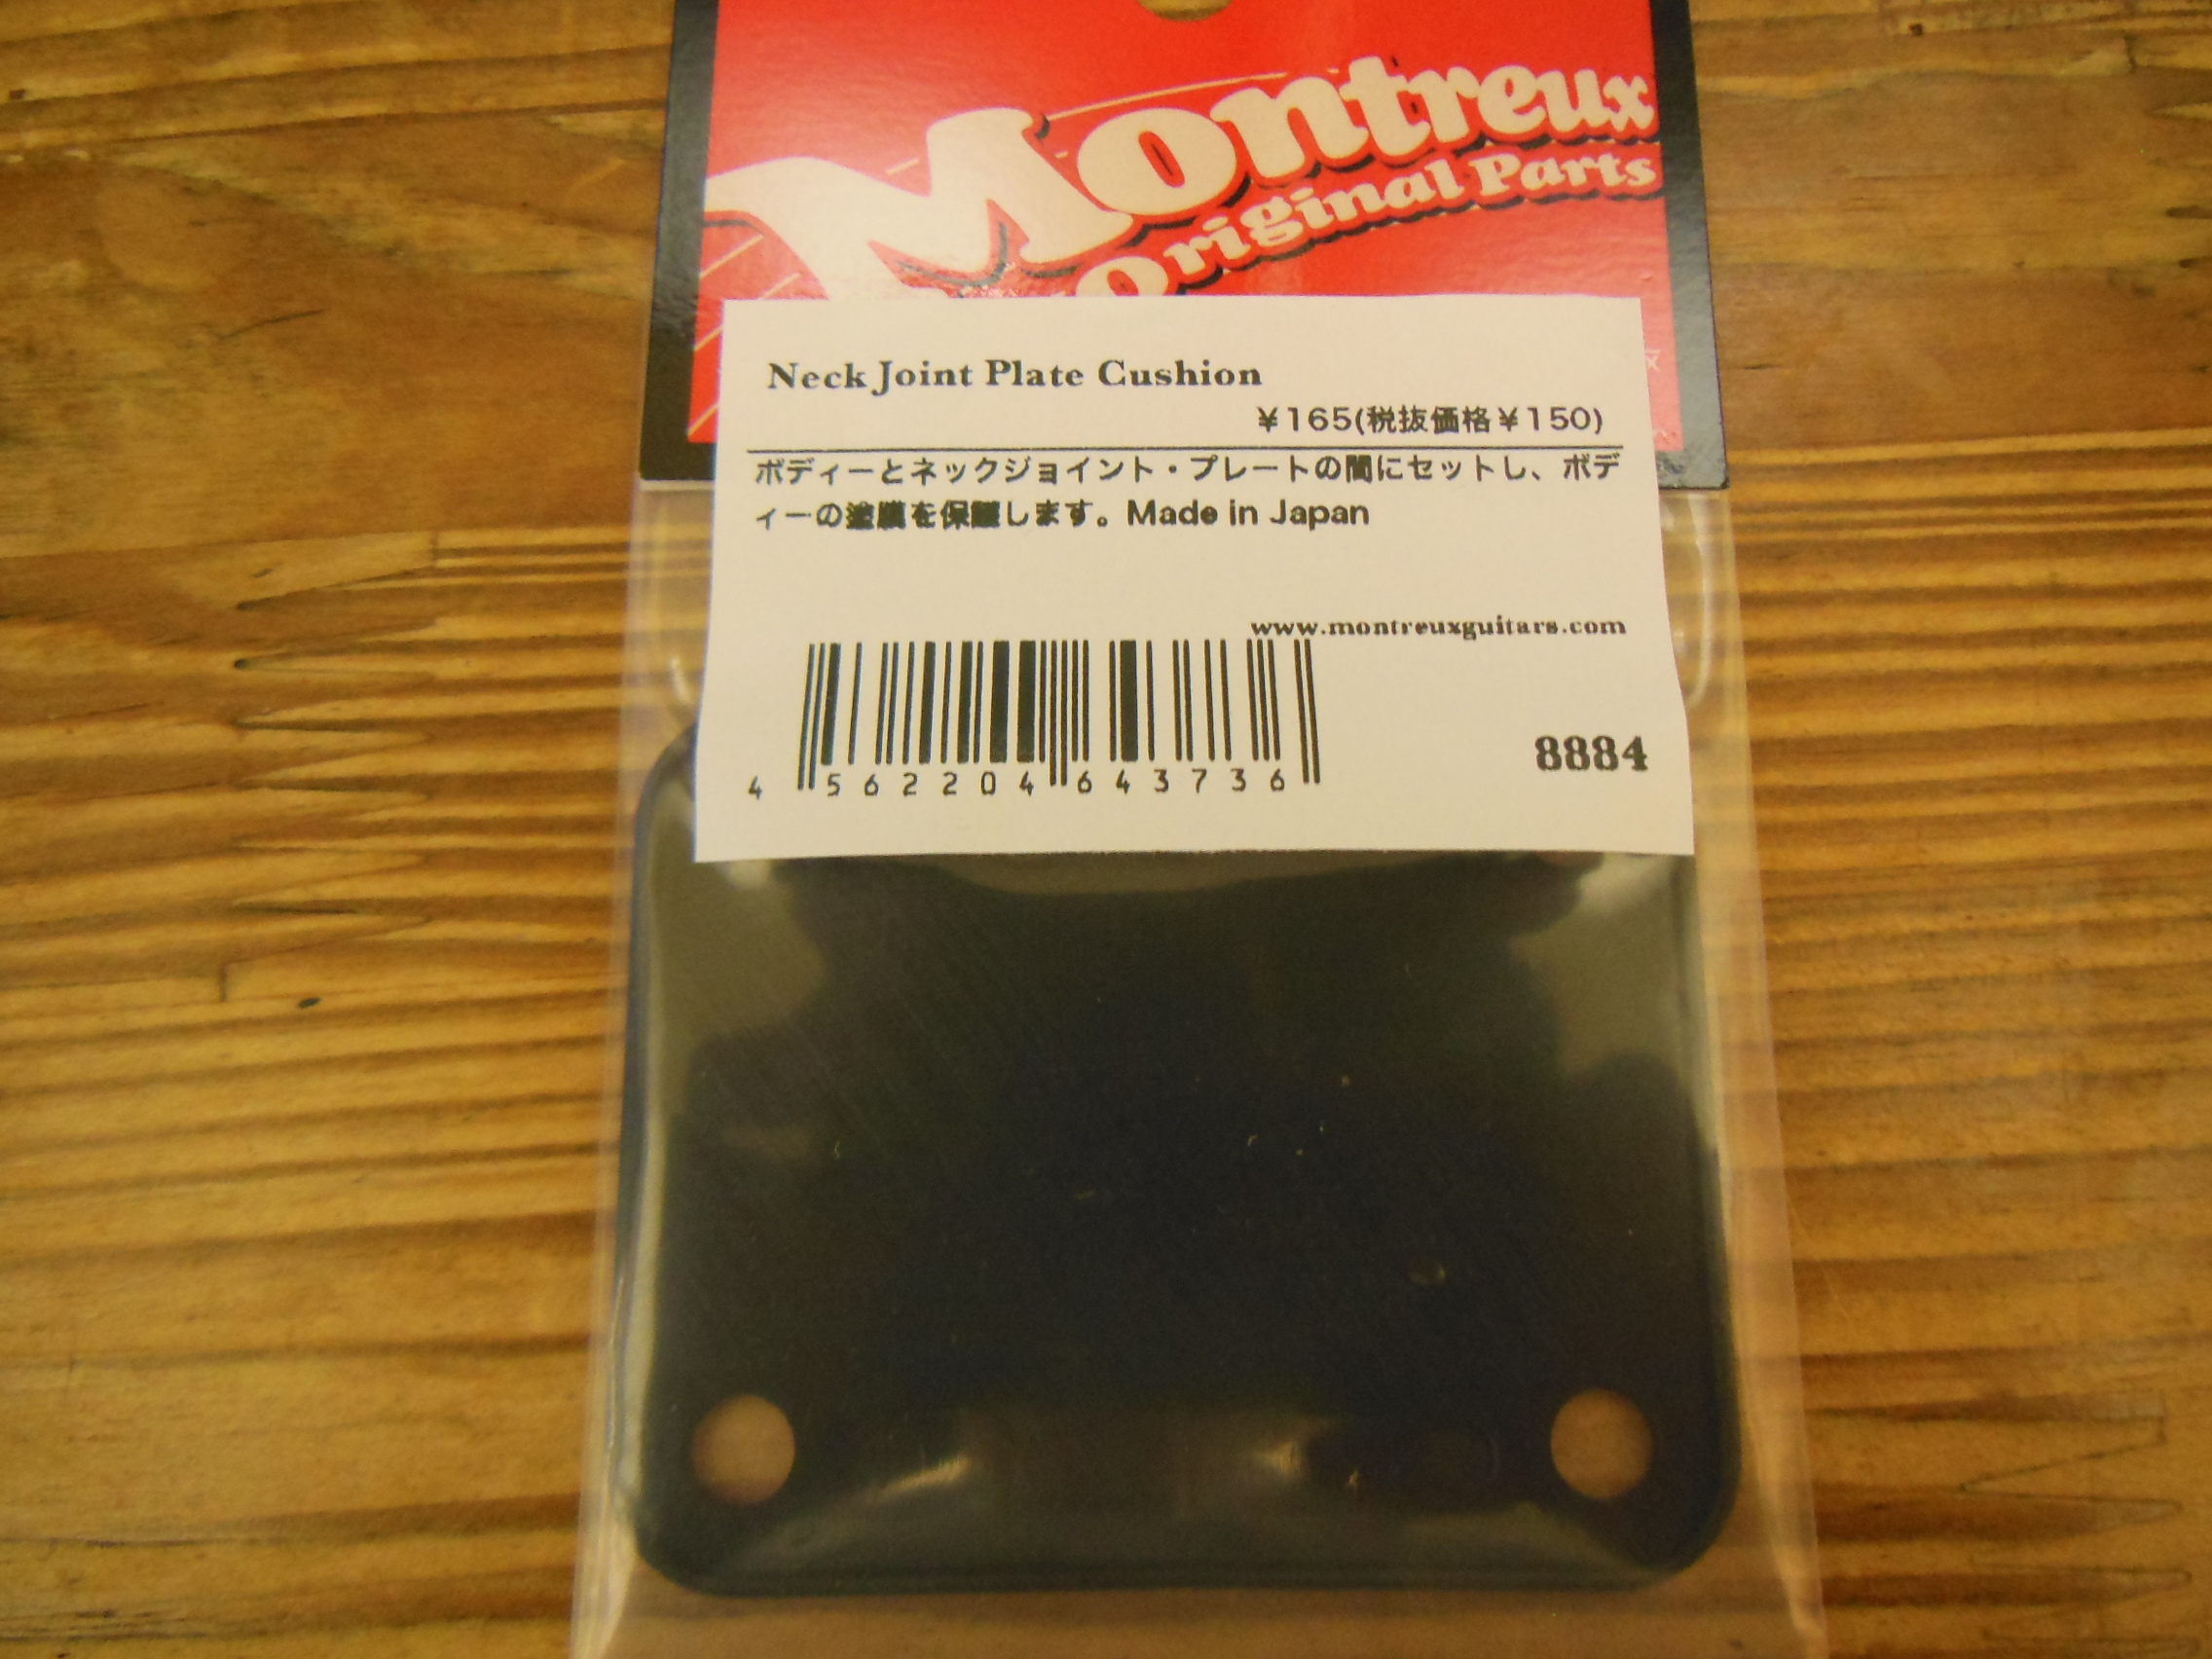 Montreux
Original Parts
Neck Joint Plate Cushion
¥165(税抜価格¥150)
ボディーとネックジョイント・プレートの間にセットし、ボデ
ィーの塗膜を保護します。Made in Japan
www.montreuxguitars.com
4 562204 643736
8884